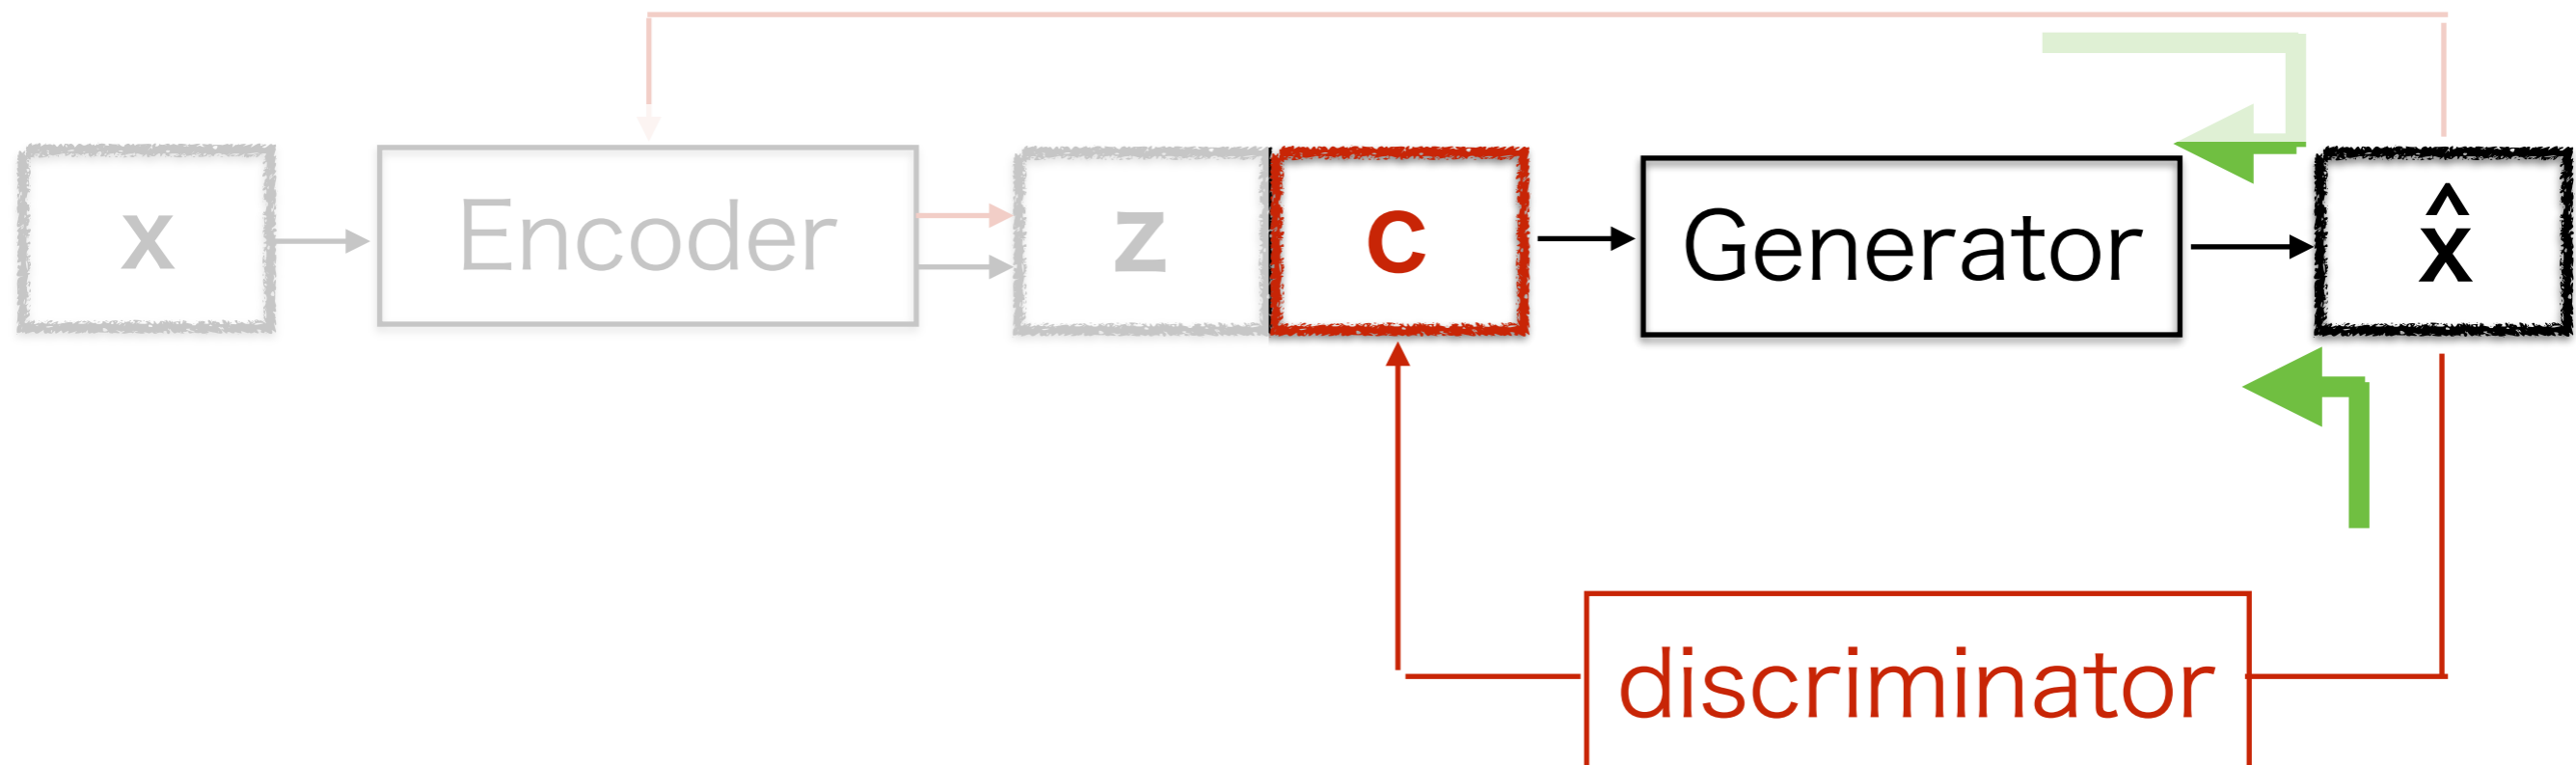 x
Encoder
z
c
Generator
x̂
discriminator